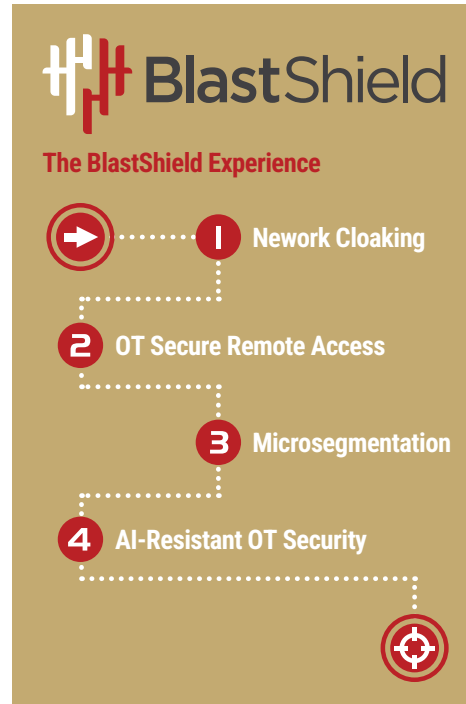 BlastShield
The BlastShield Experience
1 Nework Cloaking
2 OT Secure Remote Access
3 Microsegmentation
4 AI-Resistant OT Security